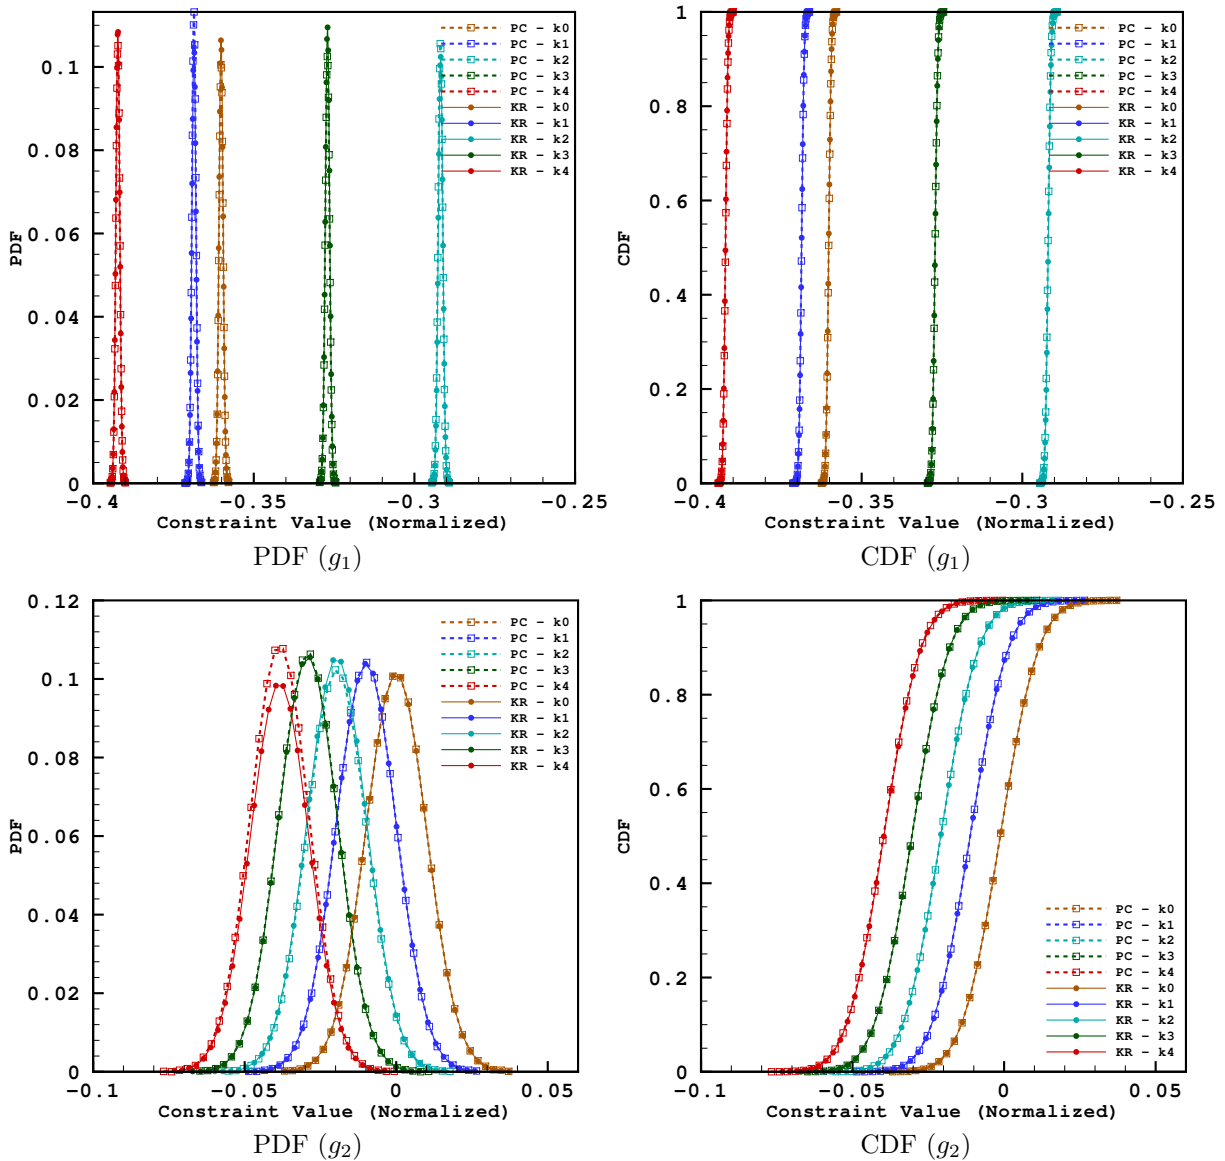 PDF
0.1
0.08
0.06
0.04
0.02
0
−0.4
−0.35
−0.3
−0.25
Constraint Value (Normalized)
PC − k0
PC − k1
PC − k2
PC − k3
PC − k4
KR − k0
KR − k1
KR − k2
KR − k3
KR − k4
PDF (g1)
CDF
1
0.8
0.6
0.4
0.2
0
−0.4
−0.35
−0.3
−0.25
Constraint Value (Normalized)
PC − k0
PC − k1
PC − k2
PC − k3
PC − k4
KR − k0
KR − k1
KR − k2
KR − k3
KR − k4
CDF (g1)
PDF
0.12
0.1
0.08
0.06
0.04
0.02
0
−0.1
−0.05
0
0.05
Constraint Value (Normalized)
PC − k0
PC − k1
PC − k2
PC − k3
PC − k4
KR − k0
KR − k1
KR − k2
KR − k3
KR − k4
PDF (g2)
CDF
1
0.8
0.6
0.4
0.2
0
−0.1
−0.05
0
0.05
Constraint Value (Normalized)
PC − k0
PC − k1
PC − k2
PC − k3
PC − k4
KR − k0
KR − k1
KR − k2
KR − k3
KR − k4
CDF (g2)